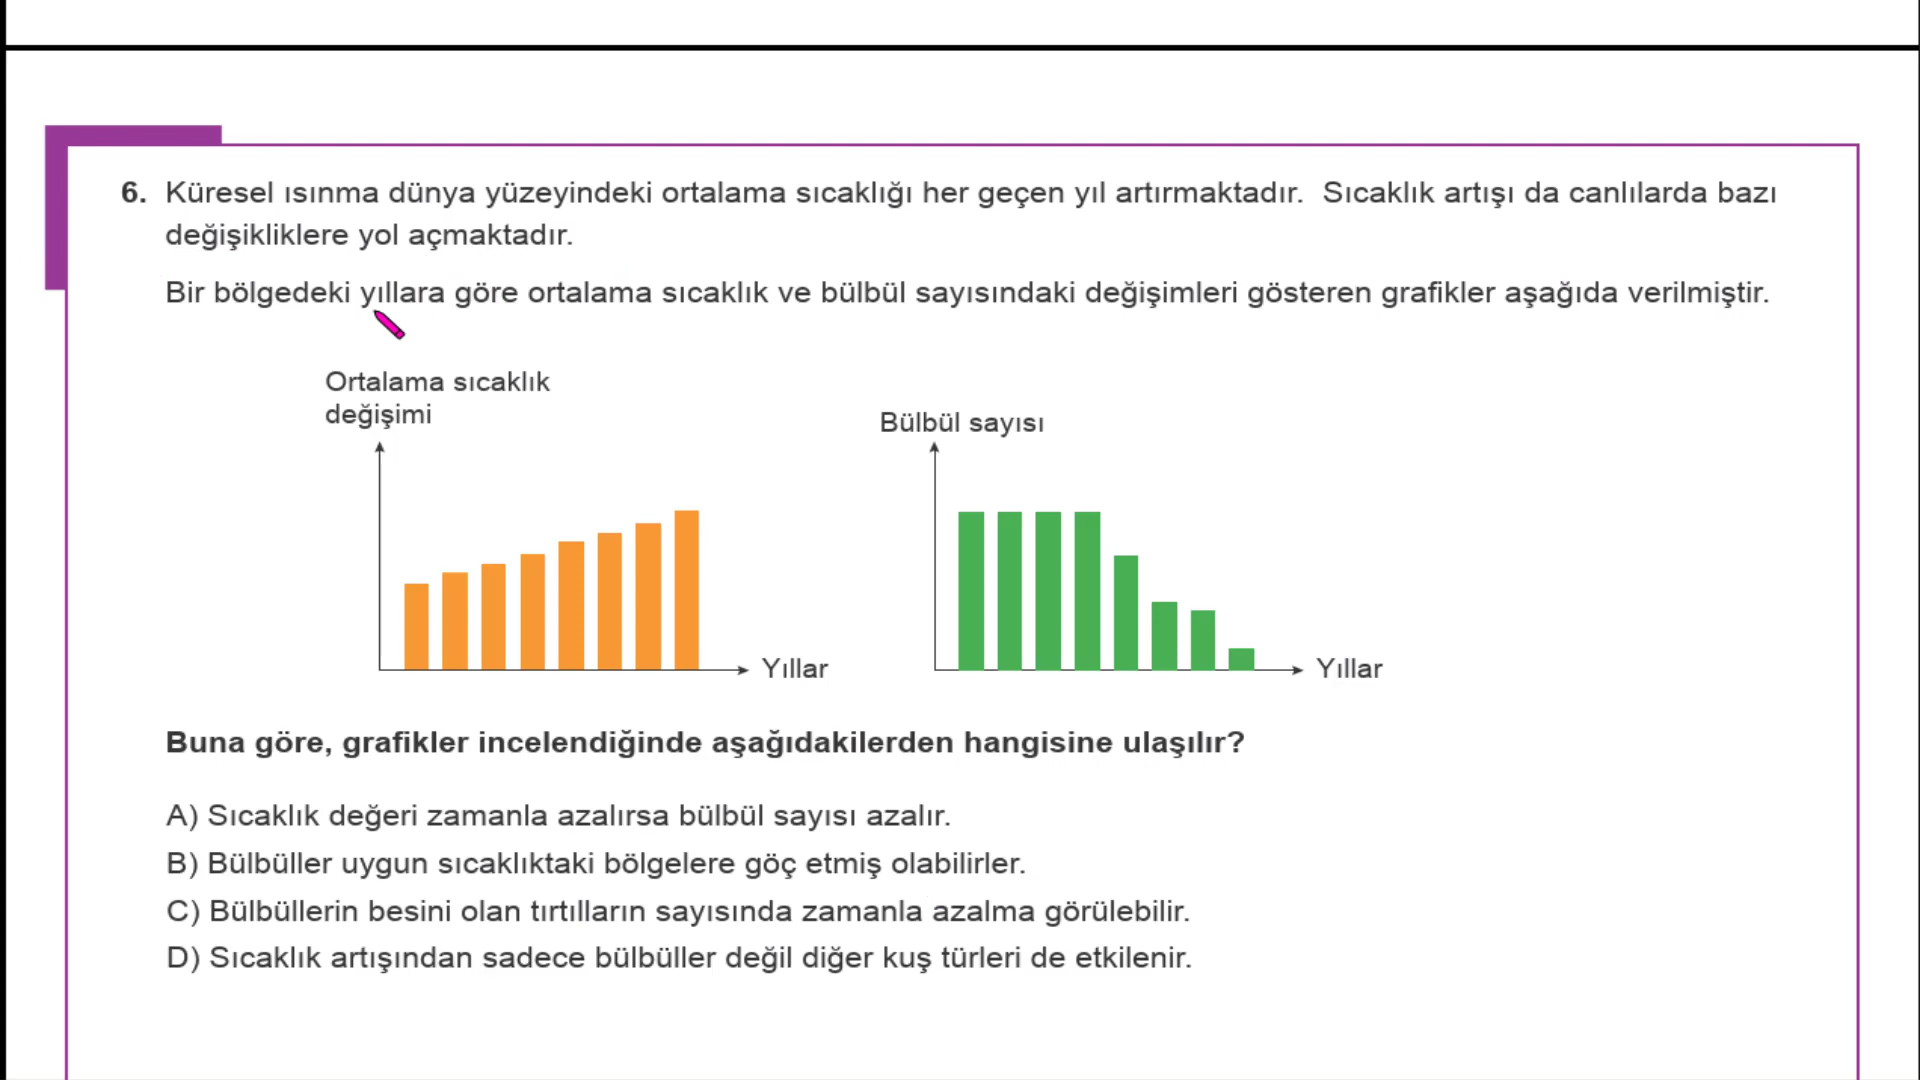 6. Küresel ısınma dünya yüzeyindeki ortalama sıcaklığı her geçen yıl artırmaktadır. Sıcaklık artışı da canlılarda bazı
değişikliklere yol açmaktadır.
Bir bölgedeki yıllara göre ortalama sıcaklık ve bülbül sayısındaki değişimleri gösteren grafikler aşağıda verilmiştir.
Ortalama sıcaklık
değişimi
Yıllar
Bülbül sayısı
Yıllar
Buna göre, grafikler incelendiğinde aşağıdakilerden hangisine ulaşılır?
A) Sıcaklık değeri zamanla azalırsa bülbül sayısı azalır.
B) Bülbüller uygun sıcaklıktaki bölgelere göç etmiş olabilirler.
C) Bülbüllerin besini olan tırtılların sayısında zamanla azalma görülebilir.
D) Sıcaklık artışından sadece bülbüller değil diğer kuş türleri de etkilenir.